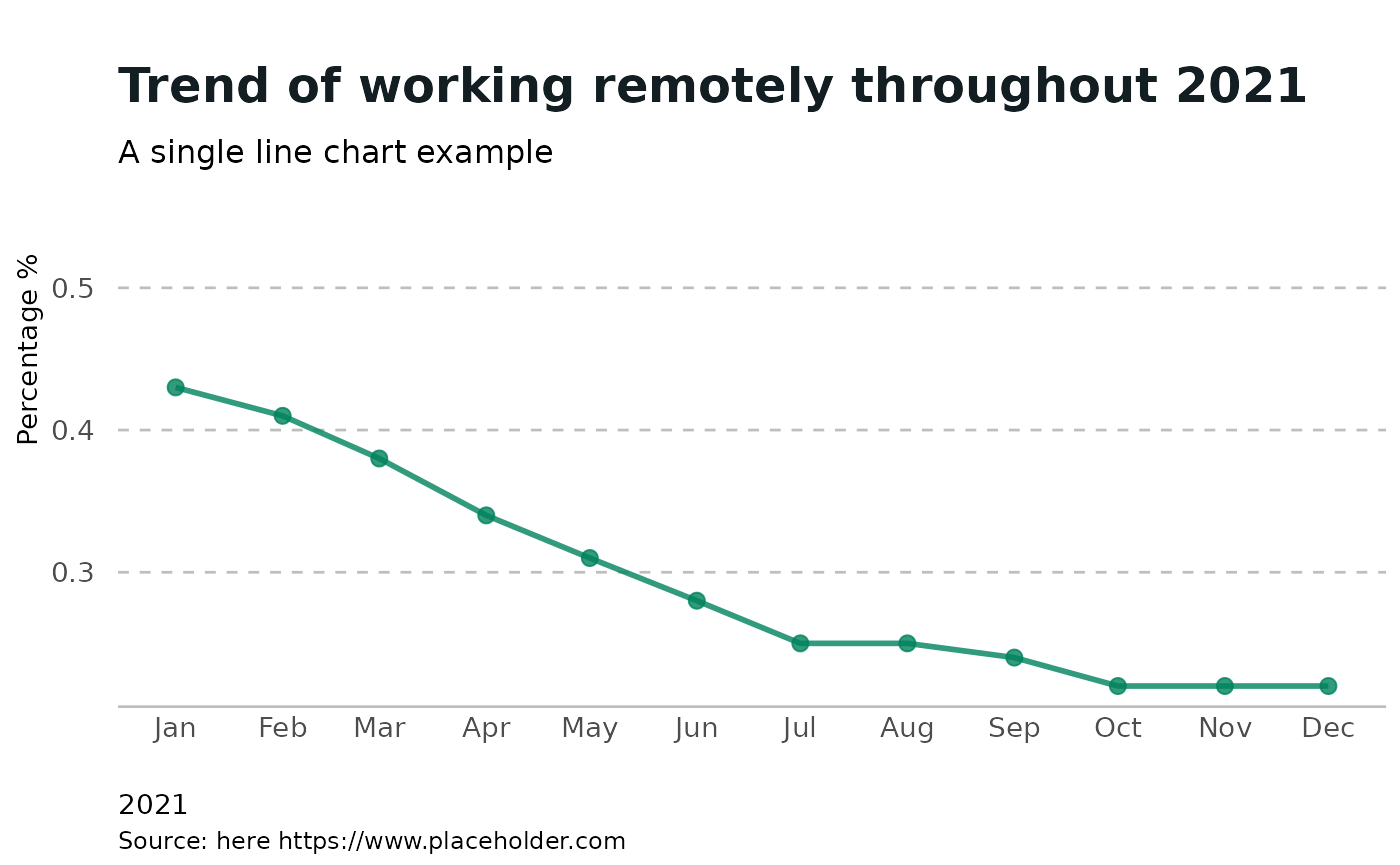 Trend of working remotely throughout 2021
A single line chart example
Percentage %
0.5
0.4
0.3
Jan Feb Mar Apr May Jun Jul Aug Sep Oct Nov Dec
2021
Source: here https://www.placeholder.com